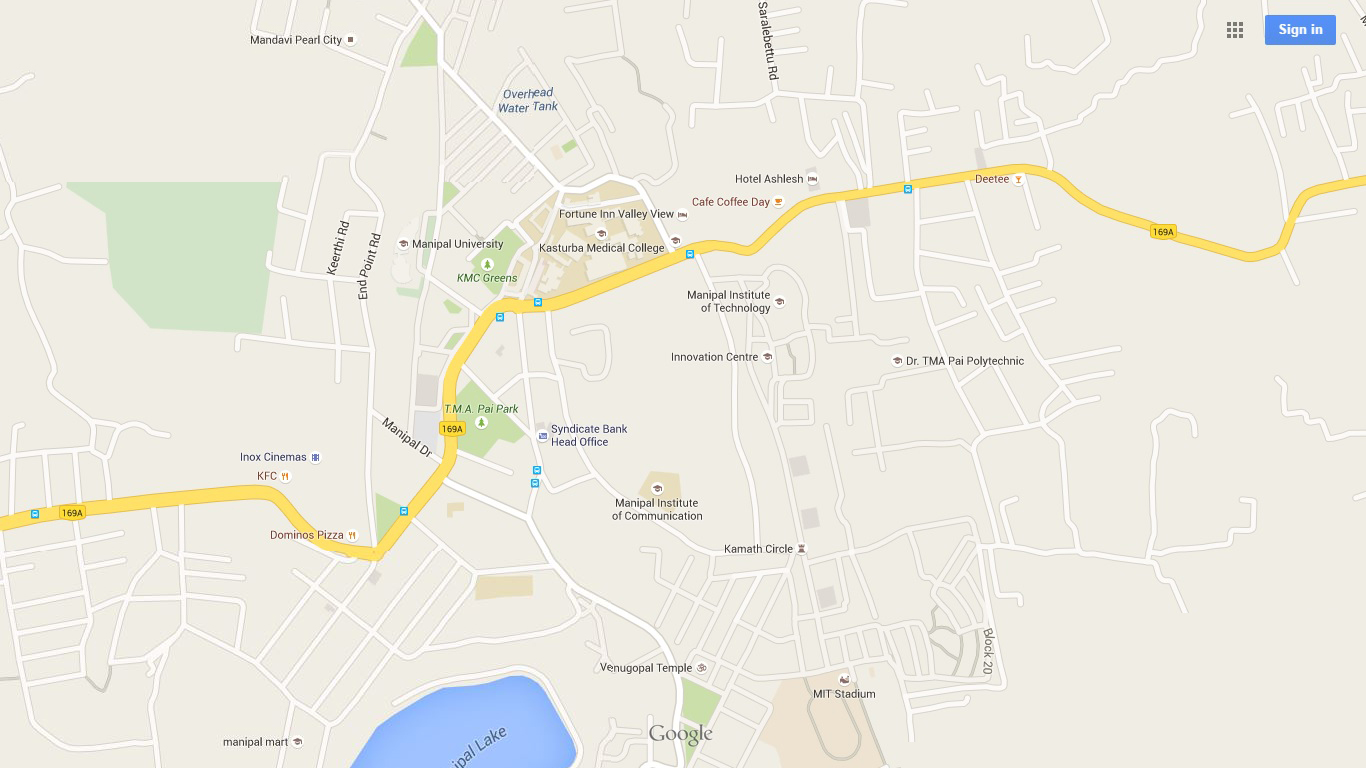 Mandavi Pearl City
Saralebettu Rd
Sign in
Overhead
Water Tank
Hotel Ashlesh
Deetee
Cafe Coffee Day
Fortune Inn Valley View
169A
Manipal University
Kasturba Medical College
Keerthi Rd
End Point Rd
KMC Greens
Manipal Institute
of Technology
Innovation Centre
Dr. TMA Pai Polytechnic
T.M.A. Pai Park
169A
Manipal Dr
Syndicate Bank
Head Office
Inox Cinemas
KFC
Manipal Institute
of Communication
169A
Dominos Pizza
Kamath Circle
Block 20
Venugopal Temple
MIT Stadium
manipal mart
ipal Lake
Google